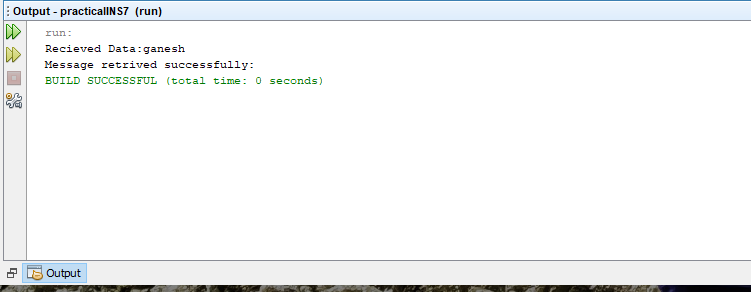 Output - practicalINS7 (run)
run:
Recieved Data:ganesh
Message retrived successfully:
BUILD SUCCESSFUL (total time: 0 seconds)
Output